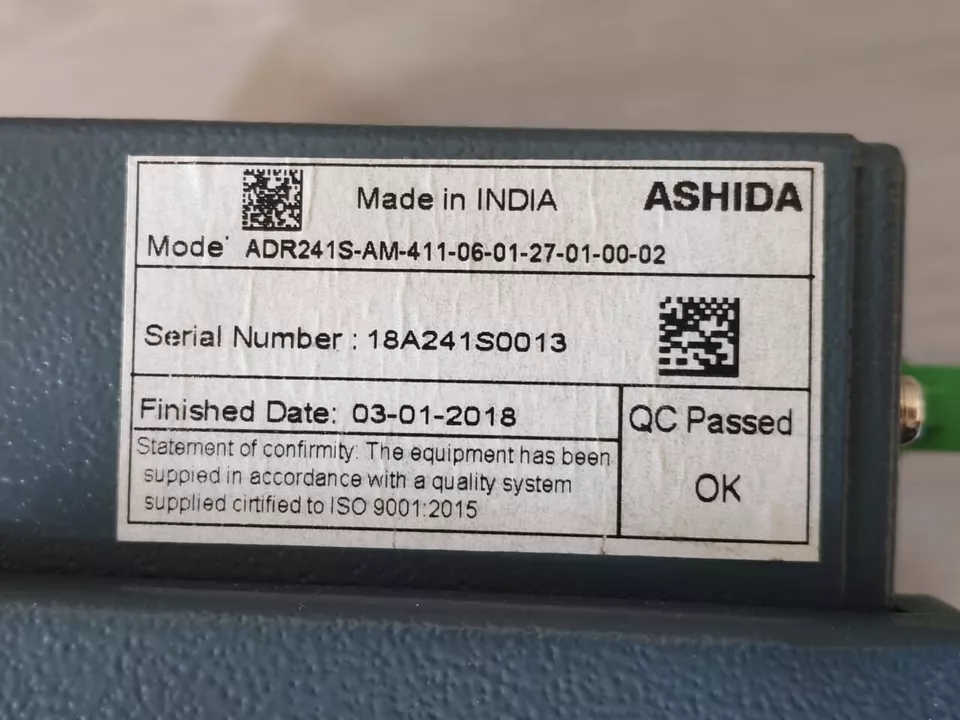 Made in INDIA ASHIDA
Mode' ADR241S-AM-411-06-01-27-01-00-02
Serial Number : 18A241S0013
Finished Date: 03-01-2018
Statement of confirmity: The equipment has been
suppied in accordance with a quality system
supplied cirtified to ISO 9001:2015
QC Passed
OK